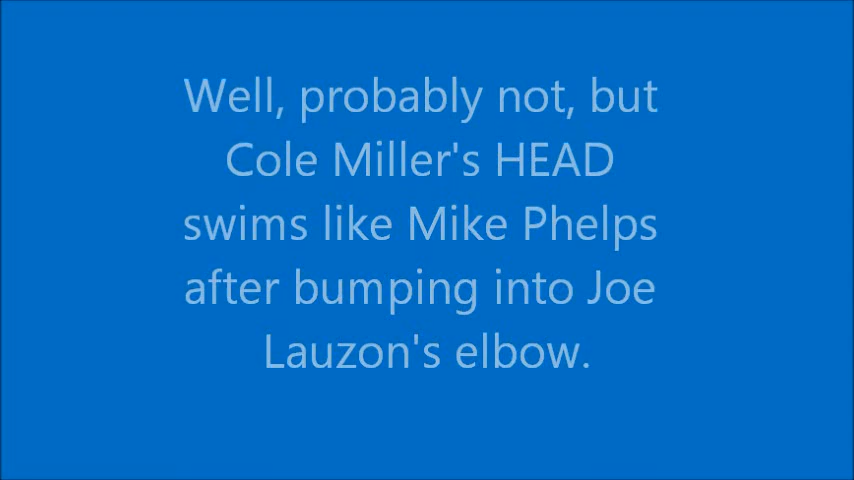 Well, probably not, but
Cole Miller's HEAD
swims like Mike Phelps
after bumping into Joe
Lauzon's elbow.